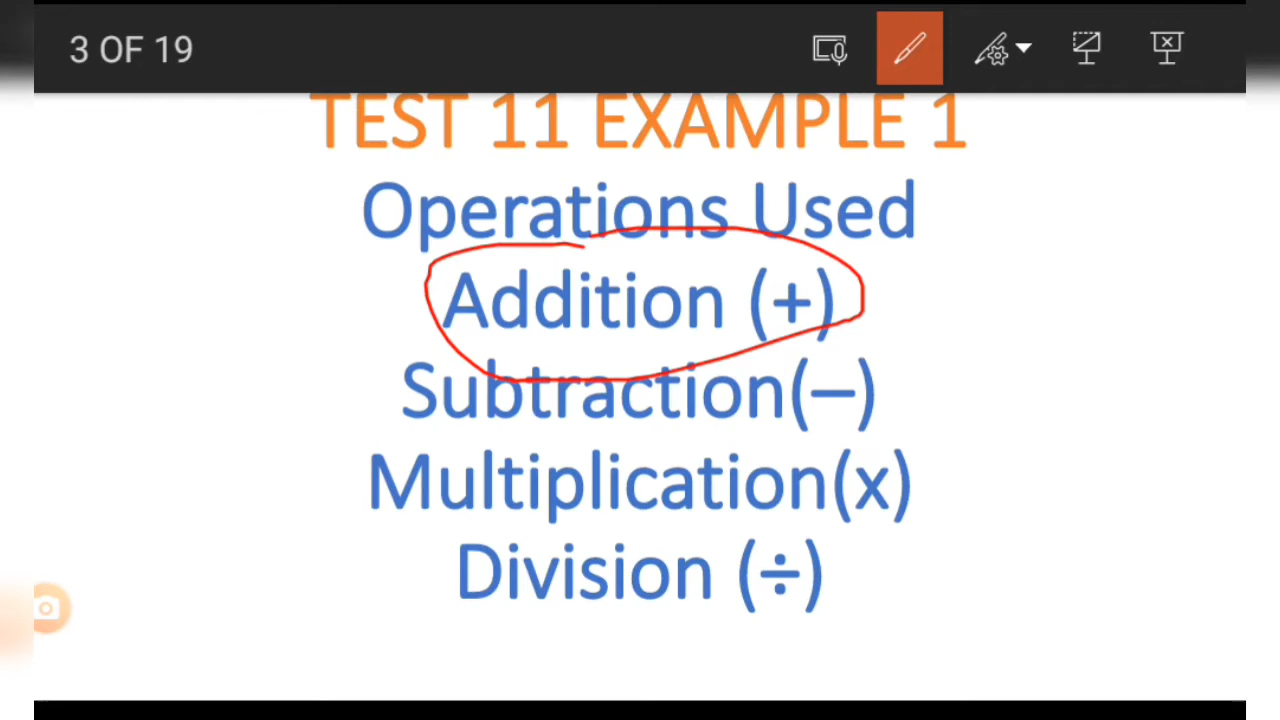 3 OF 19
TEST 11 EXAMPLE 1
Operations Used
Addition (+)
Subtraction(–)
Multiplication(x)
Division (÷)